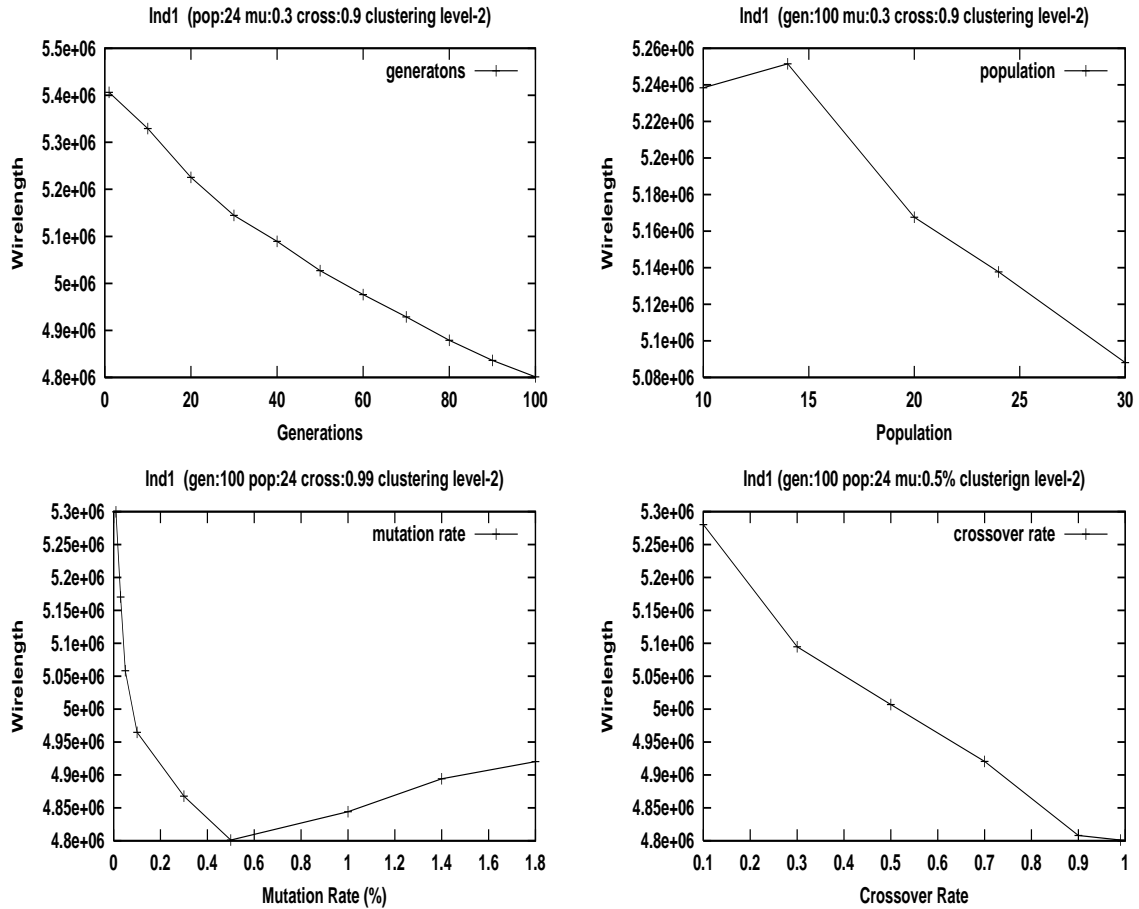 Ind1 (pop:24 mu:0.3 cross:0.9 clustering level-2)
5.5e+06
5.4e+06
5.3e+06
5.2e+06
5.1e+06
5e+06
4.9e+06
4.8e+06
Wirelength
generatons
0 20 40 60 80 100
Generations
Ind1 (gen:100 mu:0.3 cross:0.9 clustering level-2)
5.26e+06
5.24e+06
5.22e+06
5.2e+06
5.18e+06
5.16e+06
5.14e+06
5.12e+06
5.1e+06
5.08e+06
Wirelength
population
10 15 20 25 30
Population
Ind1 (gen:100 pop:24 cross:0.99 clustering level-2)
5.3e+06
5.25e+06
5.2e+06
5.15e+06
5.1e+06
5.05e+06
5e+06
4.95e+06
4.9e+06
4.85e+06
4.8e+06
Wirelength
mutation rate
0 0.2 0.4 0.6 0.8 1 1.2 1.4 1.6 1.8
Mutation Rate (%)
Ind1 (gen:100 pop:24 mu:0.5% clusterign level-2)
5.3e+06
5.25e+06
5.2e+06
5.15e+06
5.1e+06
5.05e+06
5e+06
4.95e+06
4.9e+06
4.85e+06
4.8e+06
Wirelength
crossover rate
0.1 0.2 0.3 0.4 0.5 0.6 0.7 0.8 0.9 1
Crossover Rate